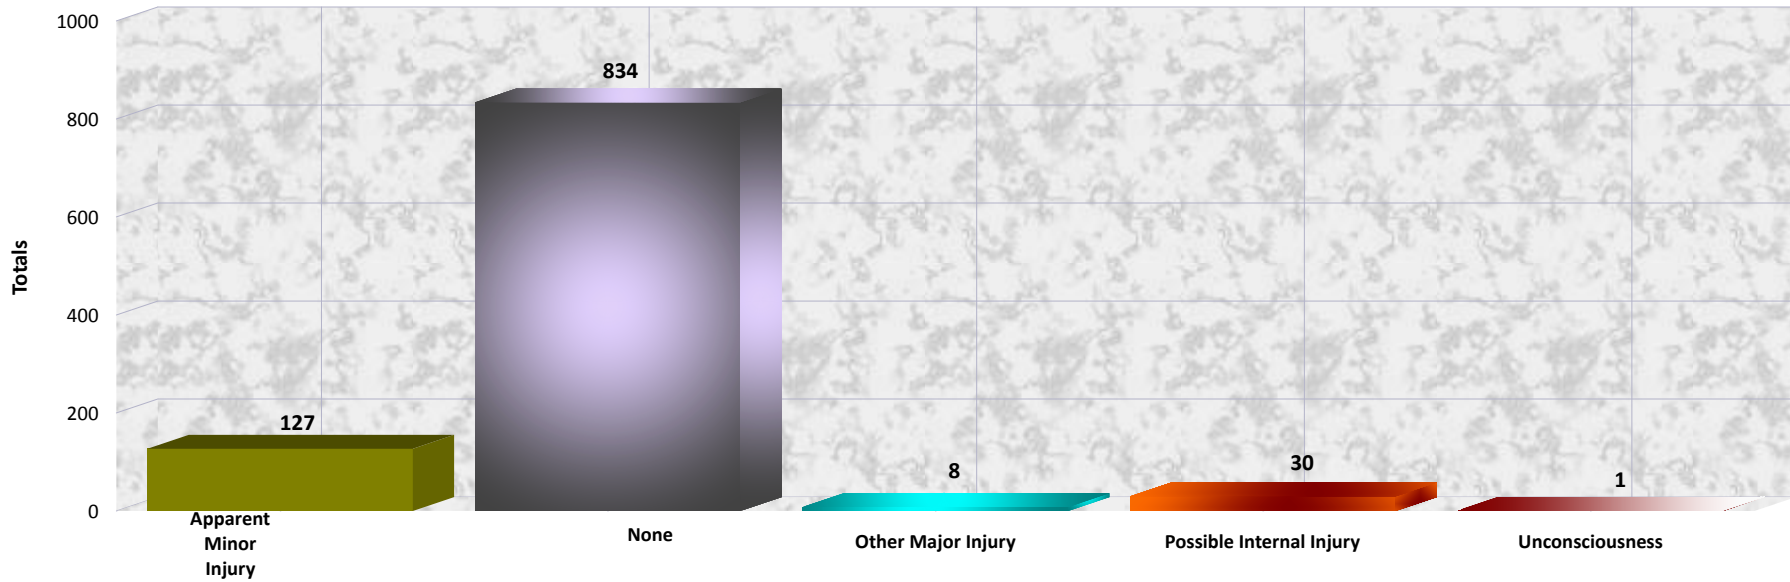 1000
800
600
400
200
0
Totals
127
834
8
30
1
Apparent
Minor
Injury
None
Other Major Injury
Possible Internal Injury
Unconsciousness